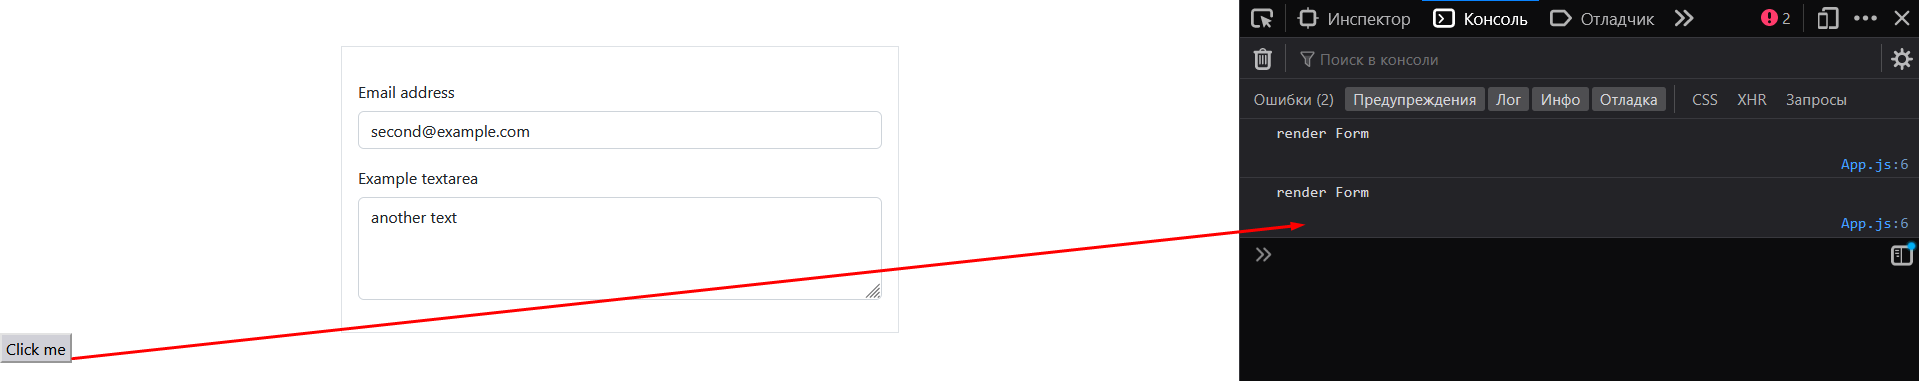 Email address
second@example.com
Example textarea
another text
Click me
Инспектор Консоль Отладчик 2
Поиск в консоли
Ошибки (2) Предупреждения Лог Инфо Отладка CSS XHR Запросы
render Form
App.js:6
render Form
App.js:6